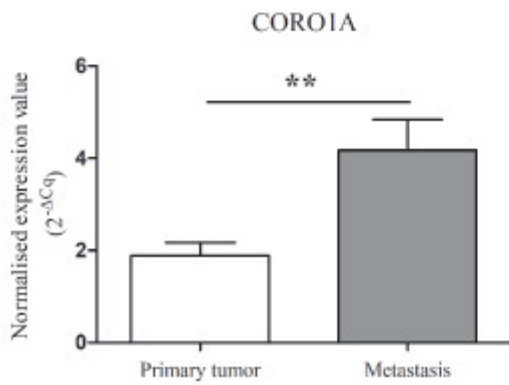 CORO1A
Normalised expression value
(2^-ΔCq)
6
4
2
0
**
Primary tumor
Metastasis